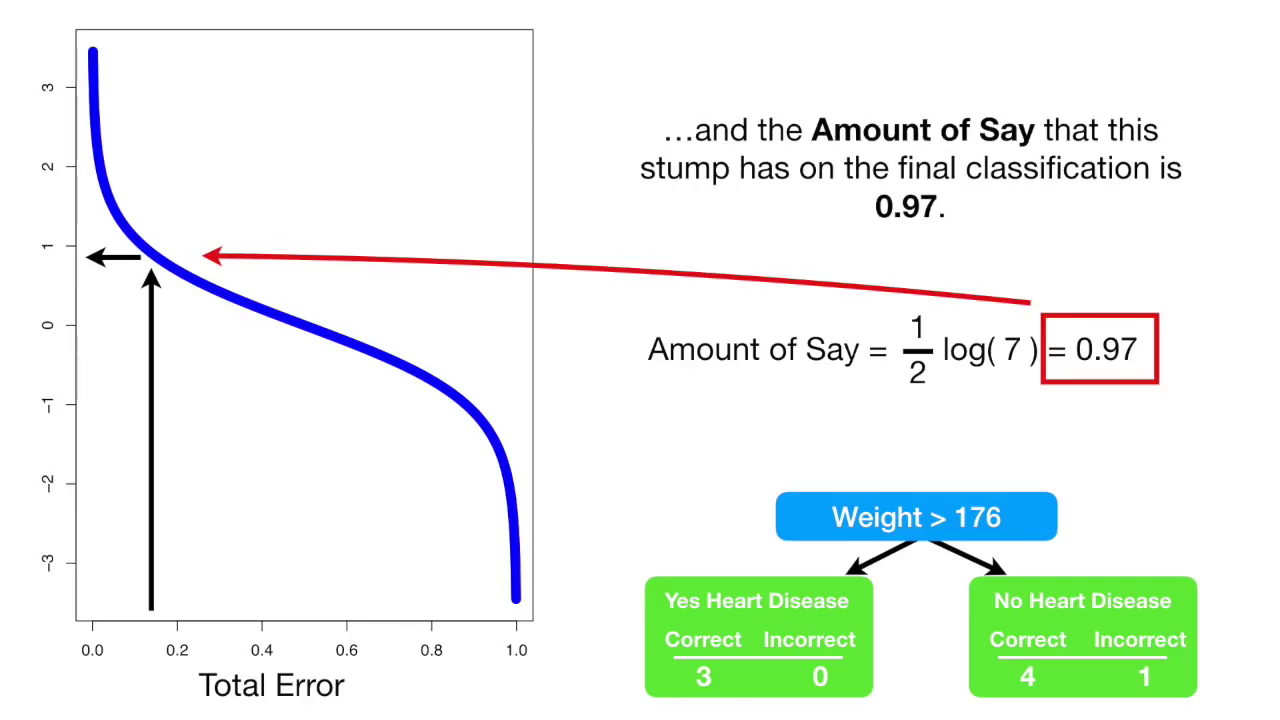 …and the Amount of Say that this
stump has on the final classification is
0.97.
3
2
1
0
−1
−2
−3
0.0 0.2 0.4 0.6 0.8 1.0
Total Error
Amount of Say = 1/2 log( 7 ) = 0.97
Weight > 176
Yes Heart Disease
Correct Incorrect
3 0
No Heart Disease
Correct Incorrect
4 1